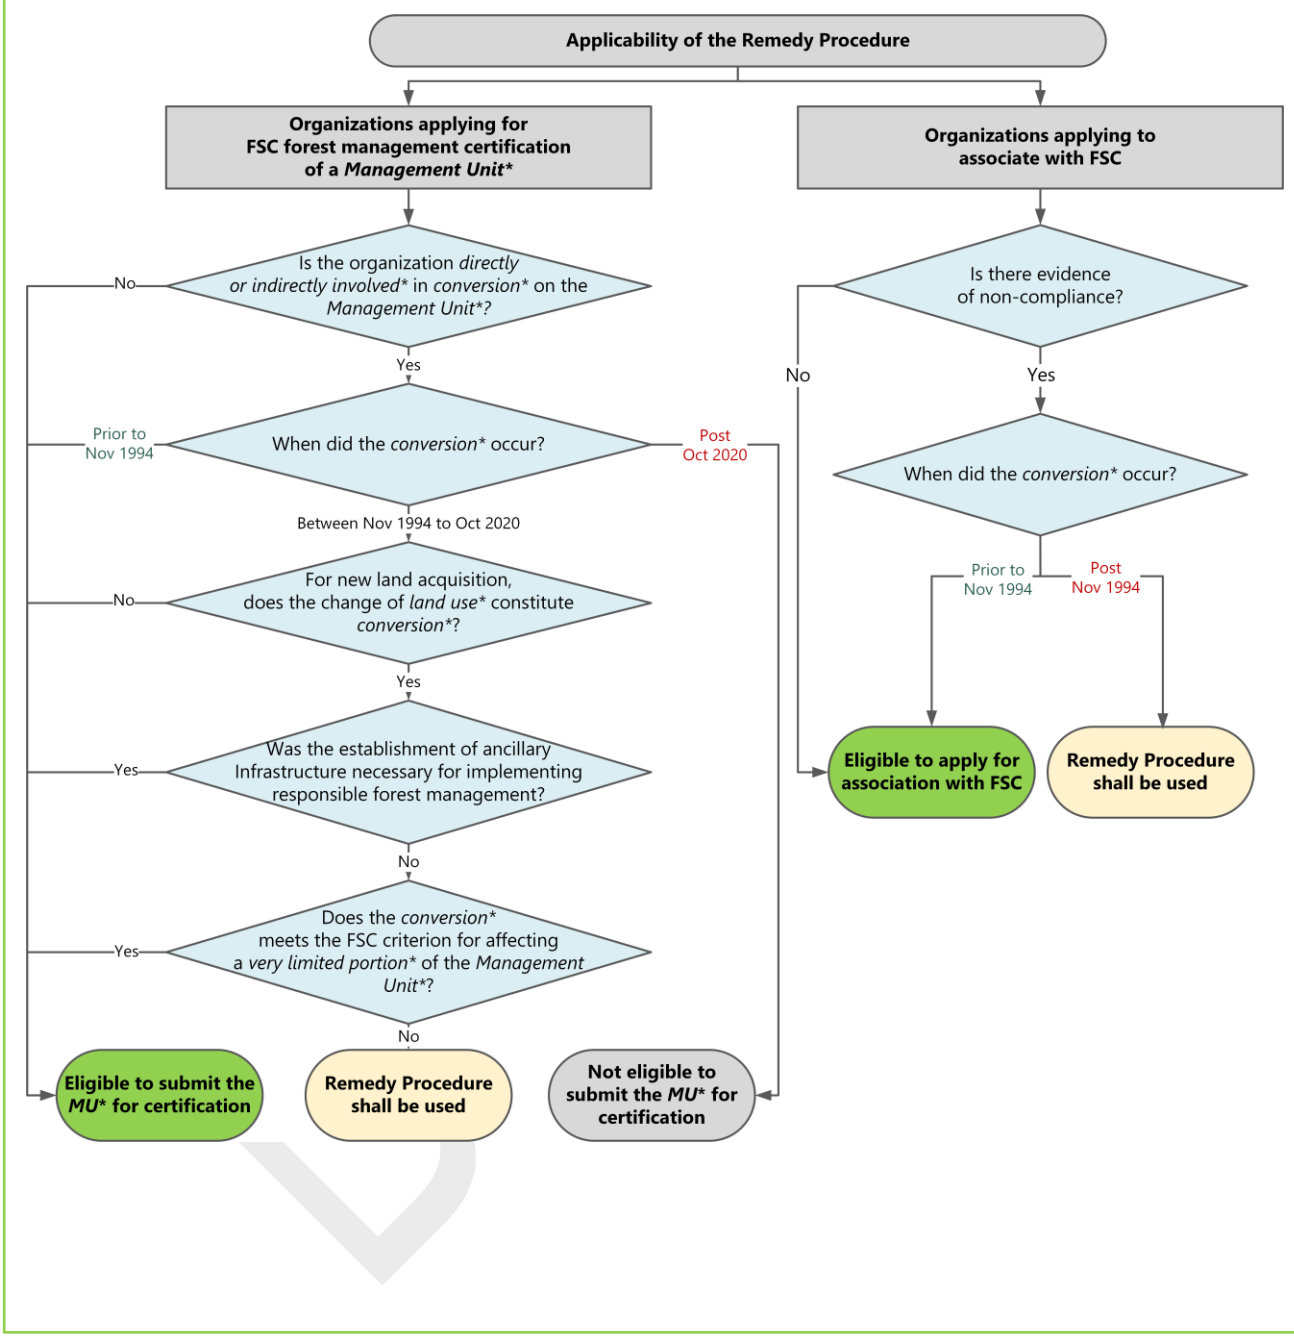 Applicability of the Remedy Procedure
Organizations applying for
FSC forest management certification
of a Management Unit*
Is the organization directly
or indirectly involved* in conversion* on the
Management Unit*?
No
Yes
When did the conversion* occur?
Prior to
Nov 1994
Post
Oct 2020
Between Nov 1994 to Oct 2020
For new land acquisition,
does the change of land use* constitute
conversion*?
No
Yes
Was the establishment of ancillary
Infrastructure necessary for implementing
responsible forest management?
Yes
No
Does the conversion*
meets the FSC criterion for affecting
a very limited portion* of the Management
Unit*?
Yes
No
Eligible to submit the
MU* for certification
Remedy Procedure
shall be used
Not eligible to
submit the MU* for
certification
Organizations applying to
associate with FSC
Is there evidence
of non-compliance?
No
Yes
When did the conversion* occur?
Prior to
Nov 1994
Post
Nov 1994
Eligible to apply for
association with FSC
Remedy Procedure
shall be used